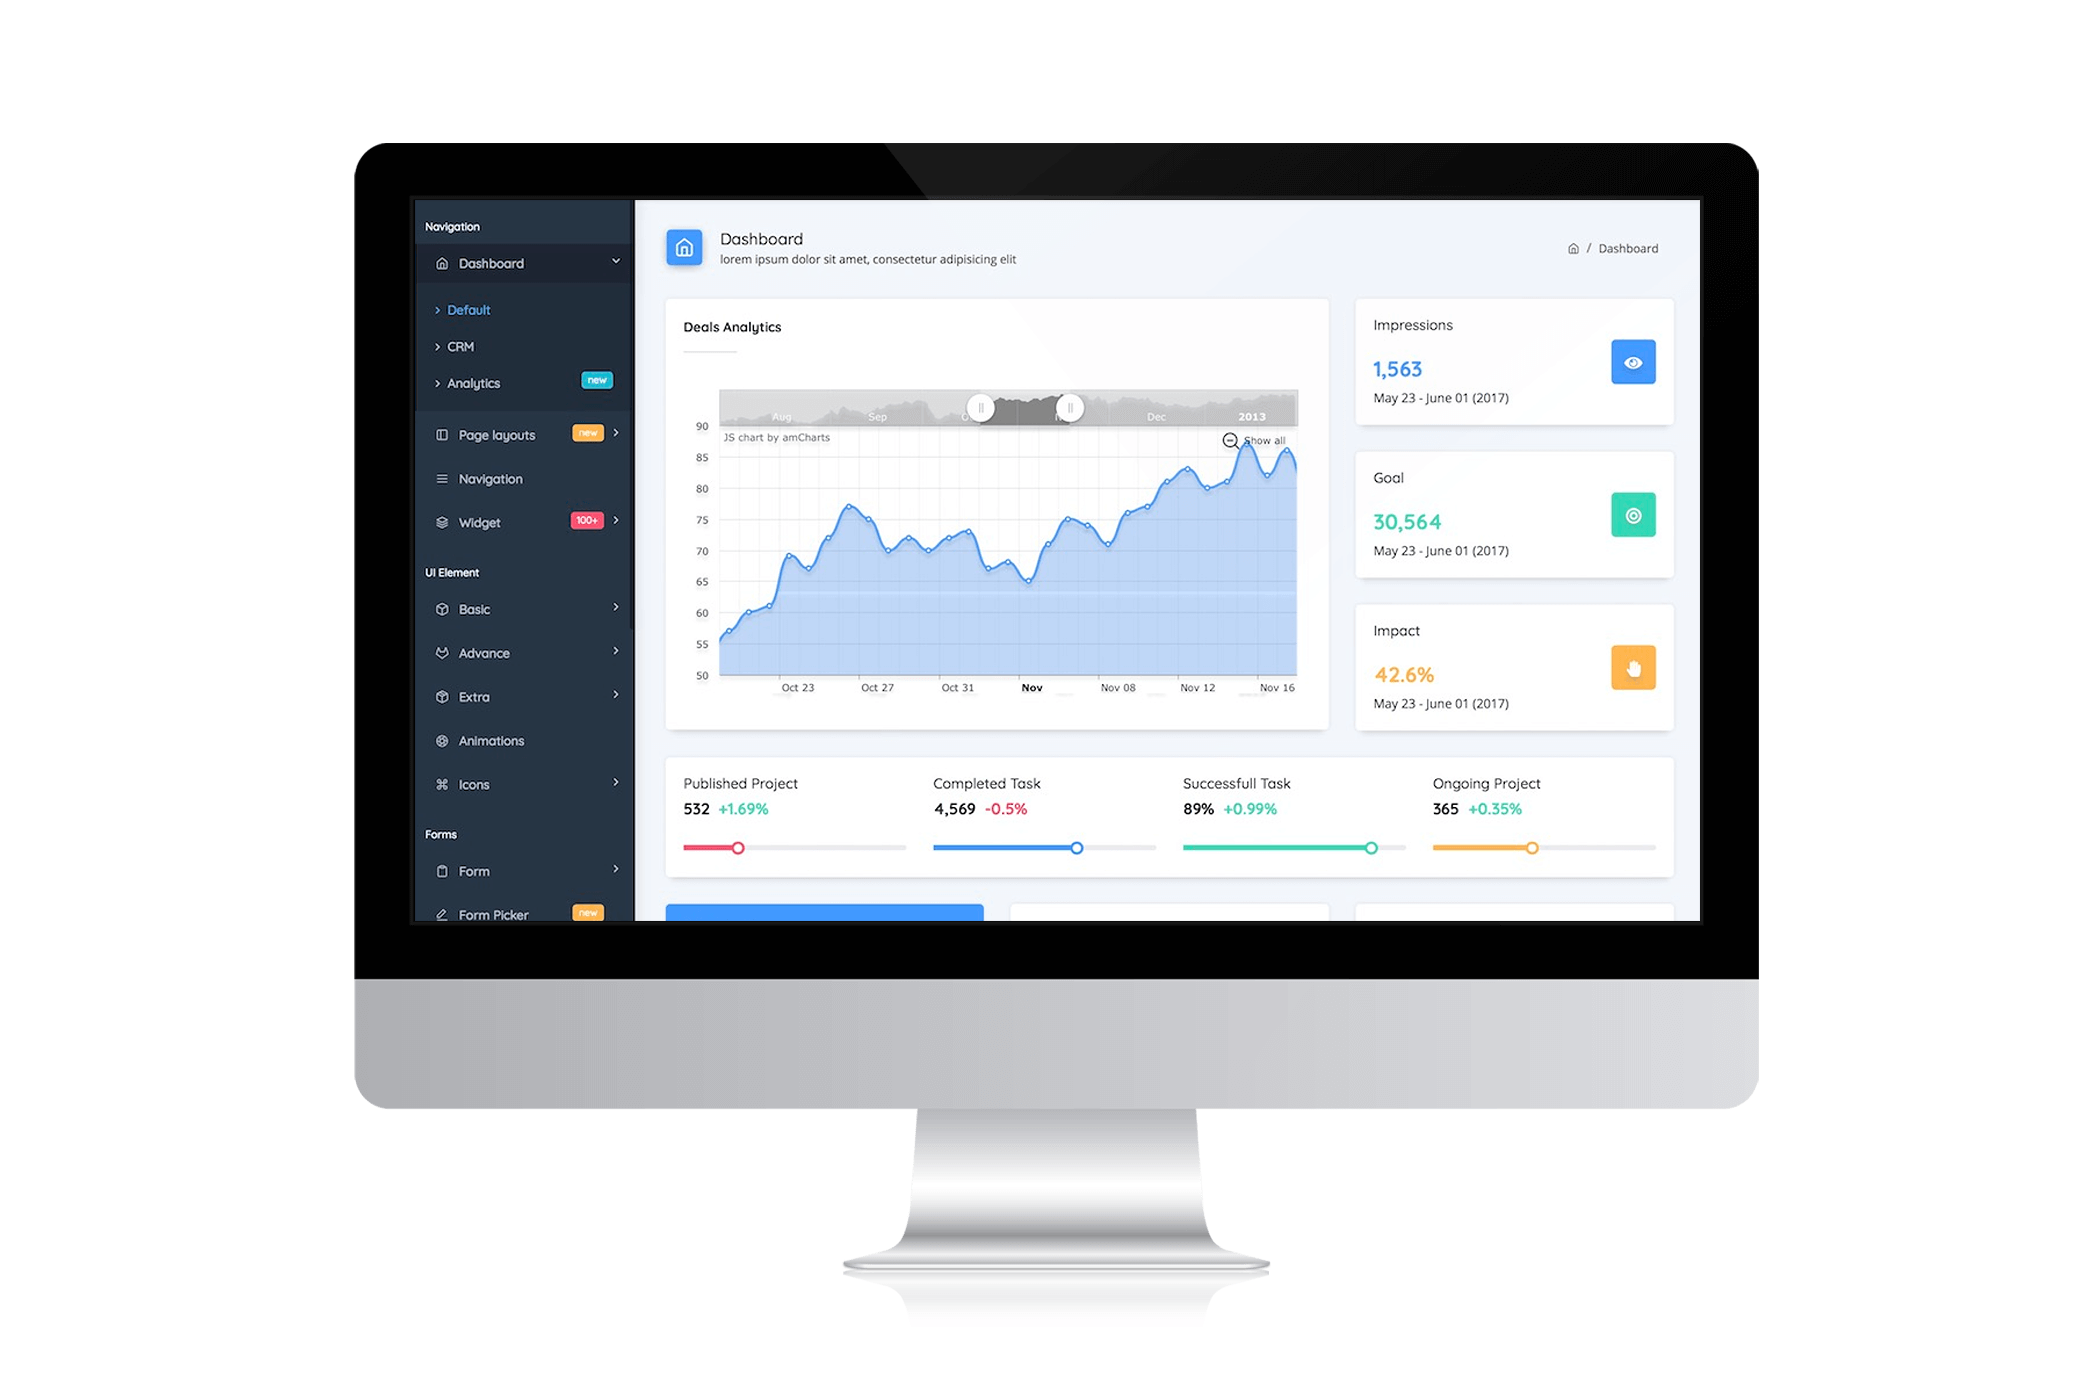 Navigation
Dashboard
Default
CRM
Analytics new
Page layouts new
Navigation
Widget 100+
UI Element
Basic
Advance
Extra
Animations
Icons
Forms
Form
Form Picker new
Dashboard
lorem ipsum dolor sit amet, consectetur adipisicing elit
/ Dashboard
Deals Analytics
Aug Sep Dec 2013
JS chart by amCharts
Show all
90
85
80
75
70
65
60
55
50
Oct 23 Oct 27 Oct 31 Nov Nov 08 Nov 12 Nov 16
Impressions
1,563
May 23 - June 01 (2017)
Goal
30,564
May 23 - June 01 (2017)
Impact
42.6%
May 23 - June 01 (2017)
Published Project
532 +1.69%
Completed Task
4,569 -0.5%
Successfull Task
89% +0.99%
Ongoing Project
365 +0.35%